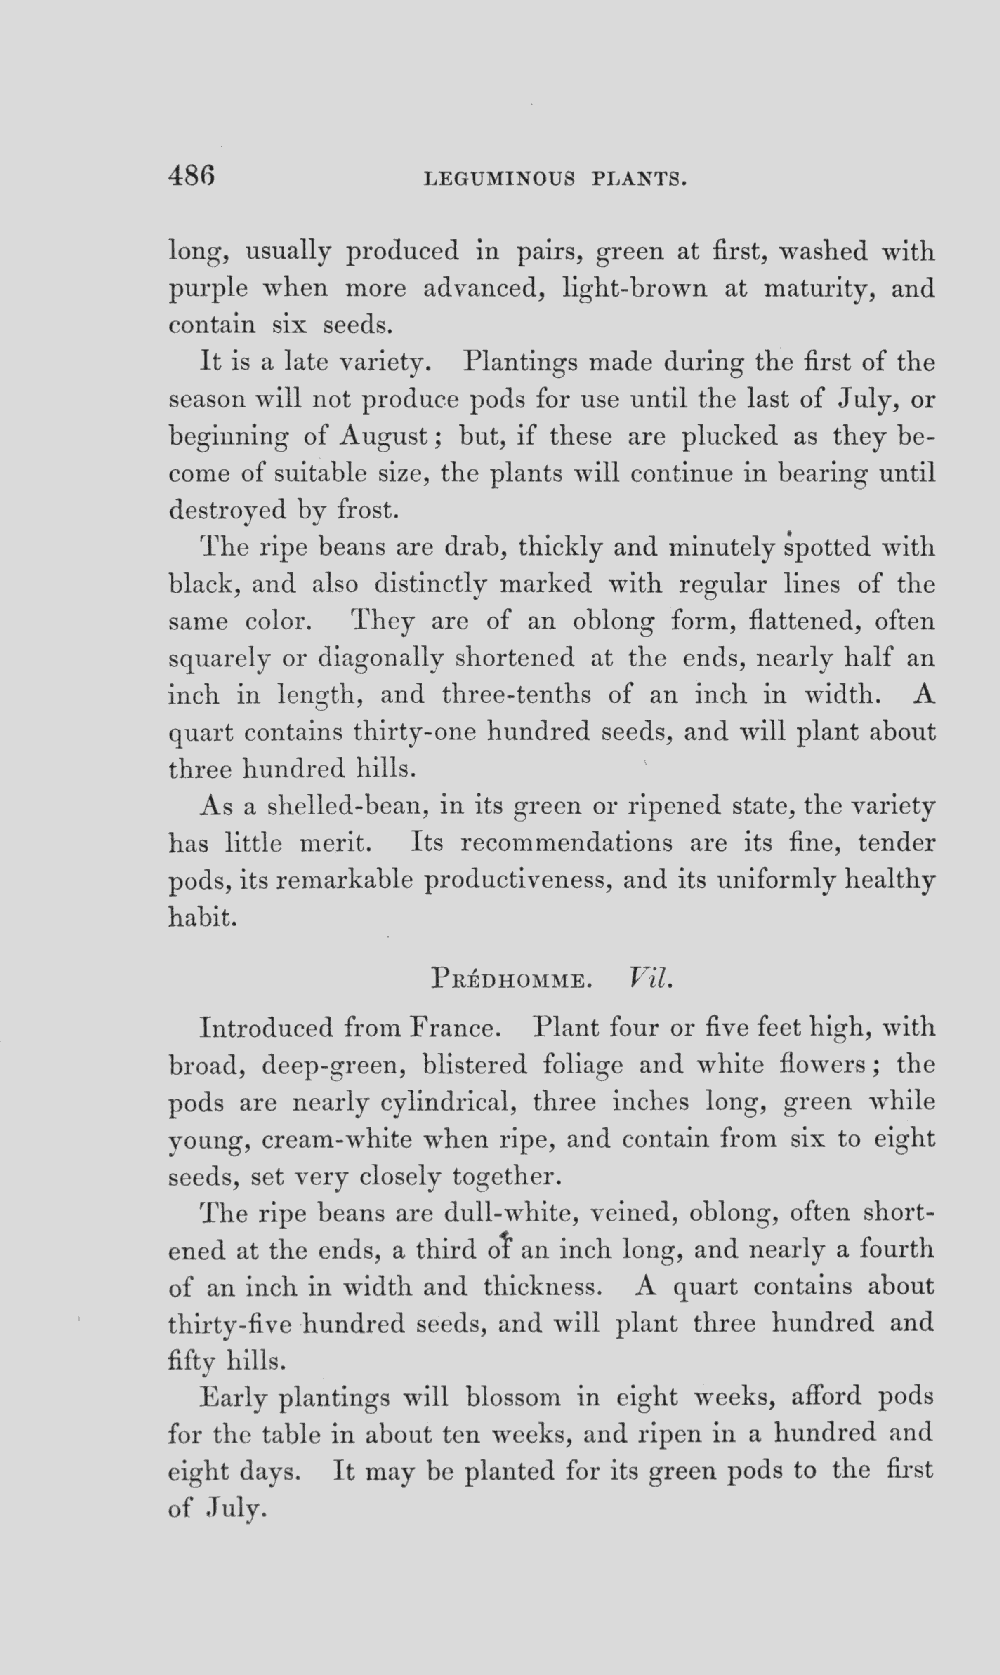 486 LEGUMINOUS PLANTS.
long, usually produced in pairs, green at first, washed with
purple when more advanced, light-brown at maturity, and
contain six seeds.
It is a late variety. Plantings made during the first of the
season will not produce pods for use until the last of July, or
beginning of August; but, if these are plucked as they be-
come of suitable size, the plants will continue in bearing until
destroyed by frost.
The ripe beans are drab, thickly and minutely spotted with
black, and also distinctly marked with regular lines of the
same color. They are of an oblong form, flattened, often
squarely or diagonally shortened at the ends, nearly half an
inch in length, and three-tenths of an inch in width. A
quart contains thirty-one hundred seeds, and will plant about
three hundred hills.
As a shelled-bean, in its green or ripened state, the variety
has little merit. Its recommendations are its fine, tender
pods, its remarkable productiveness, and its uniformly healthy
habit.
PRÉDHOMME. Vil.
Introduced from France. Plant four or five feet high, with
broad, deep-green, blistered foliage and white flowers; the
pods are nearly cylindrical, three inches long, green while
young, cream-white when ripe, and contain from six to eight
seeds, set very closely together.
The ripe beans are dull-white, veined, oblong, often short-
ened at the ends, a third of an inch long, and nearly a fourth
of an inch in width and thickness. A quart contains about
thirty-five hundred seeds, and will plant three hundred and
fifty hills.
Early plantings will blossom in eight weeks, afford pods
for the table in about ten weeks, and ripen in a hundred and
eight days. It may be planted for its green pods to the first
of July.